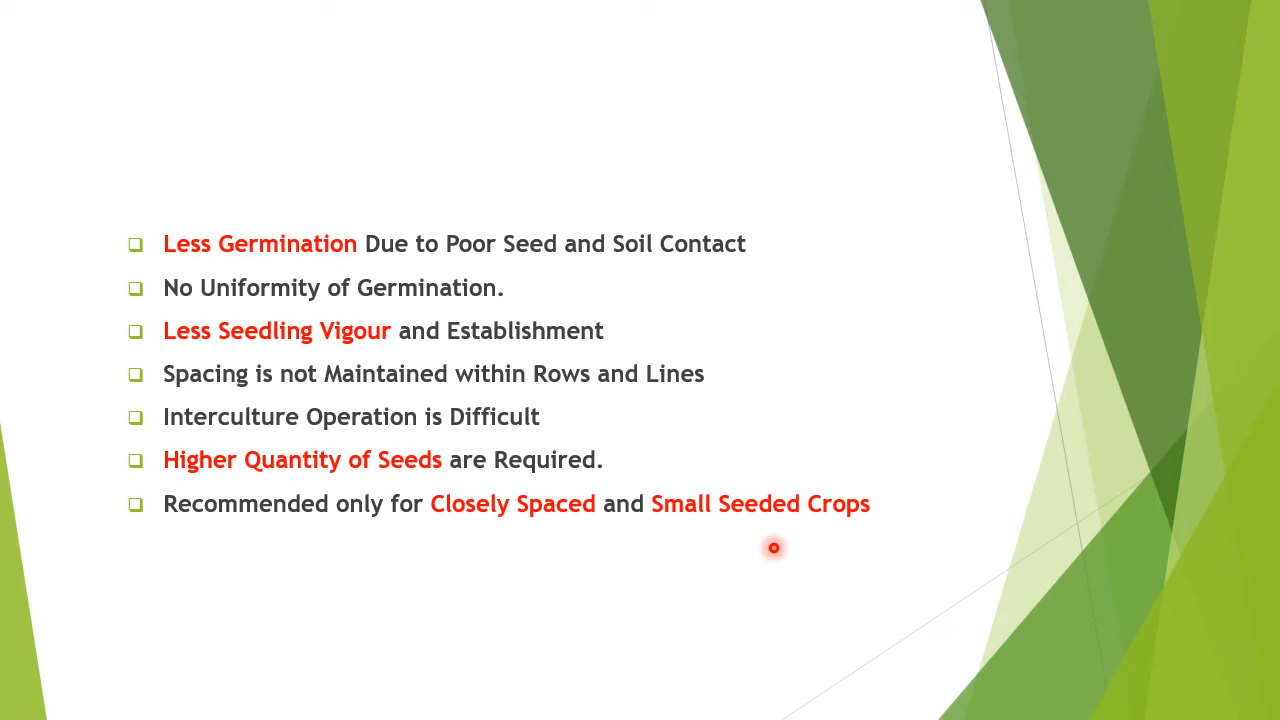 Less Germination Due to Poor Seed and Soil Contact
No Uniformity of Germination.
Less Seedling Vigour and Establishment
Spacing is not Maintained within Rows and Lines
Interculture Operation is Difficult
Higher Quantity of Seeds are Required.
Recommended only for Closely Spaced and Small Seeded Crops